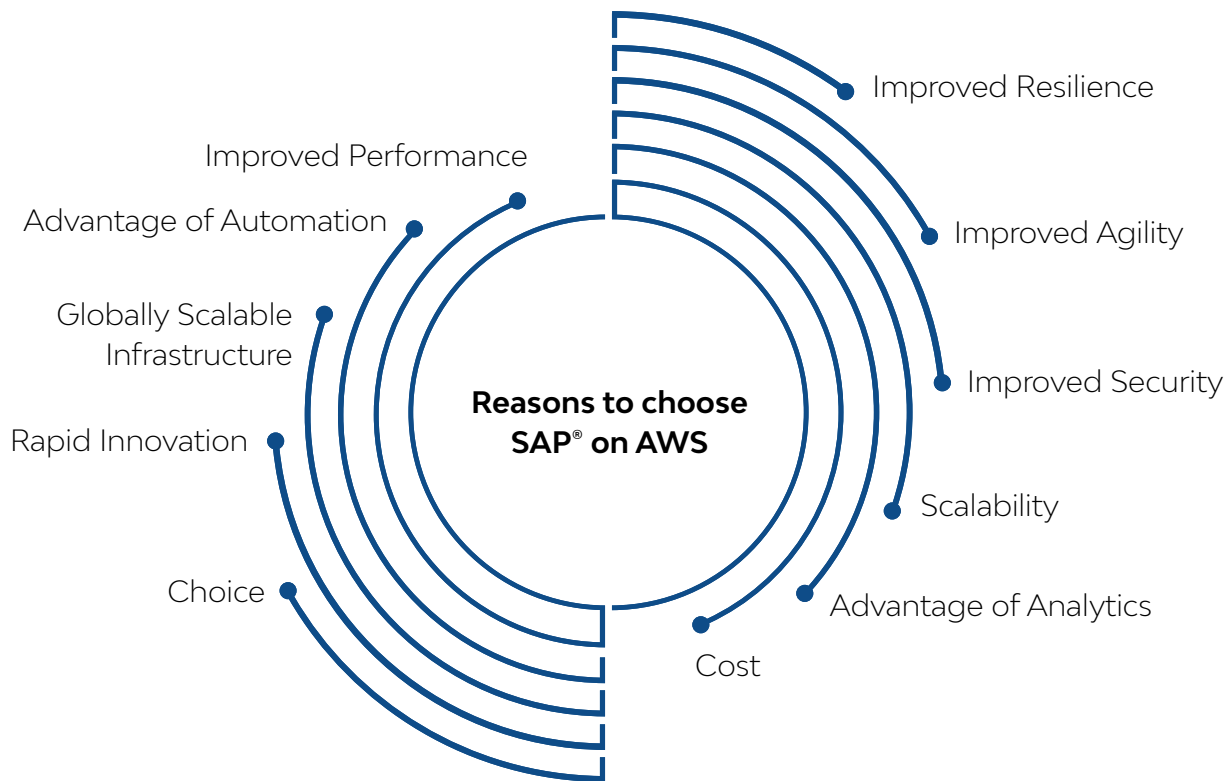 Improved Resilience
Improved Performance
Advantage of Automation
Improved Agility
Globally Scalable
Infrastructure
Improved Security
Reasons to choose
SAP® on AWS
Rapid Innovation
Scalability
Choice
Advantage of Analytics
Cost